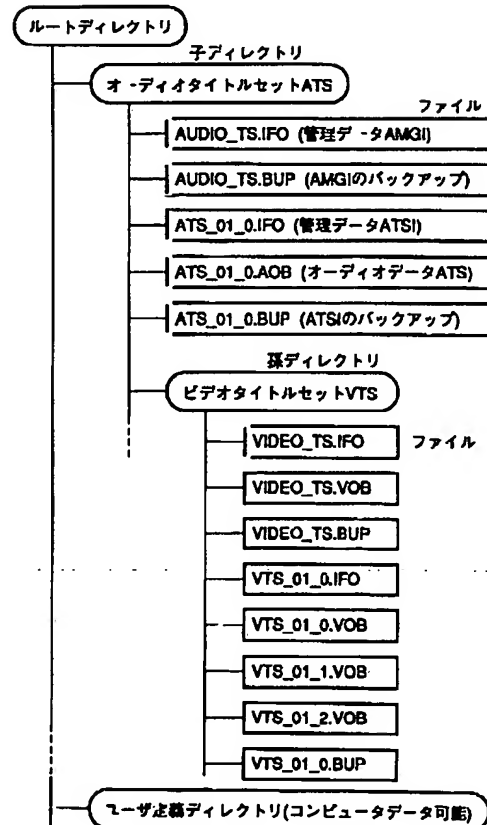 ルートディレクトリ
子ディレクトリ
オーディオタイトルセットATS
ファイル
AUDIO_TS.IFO (管理データAMGI)
AUDIO_TS.BUP (AMGIのバックアップ)
ATS_01_0.IFO (管理データATSI)
ATS_01_0.AOB (オーディオデータATS)
ATS_01_0.BUP (ATSIのバックアップ)
孫ディレクトリ
ビデオタイトルセットVTS
VIDEO_TS.IFO ファイル
VIDEO_TS.VOB
VIDEO_TS.BUP
VTS_01_0.IFO
VTS_01_0.VOB
VTS_01_1.VOB
VTS_01_2.VOB
VTS_01_0.BUP
ユーザ定義ディレクトリ(コンピュータデータ可能)